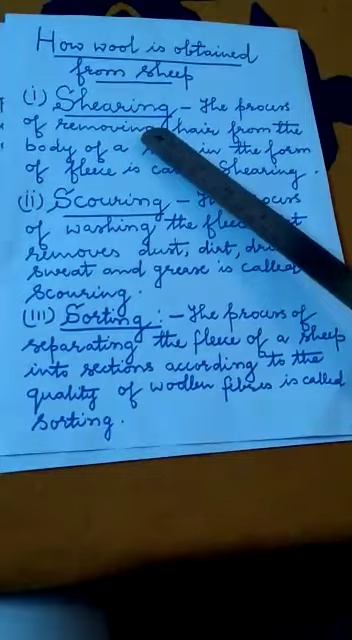 How wool is obtained
from sheep
(i) Shearing - The process
of removing hair from the
body of a in the form
of fleece is Shearing.
(ii) Scouring - The process
of washing the
removes dust, dirt,
sweat and grease is called
Scouring.
(III) Sorting :- The process of
separating the fleece of a sheep
into sections according to the
quality of woollen fibres is called
Sorting.